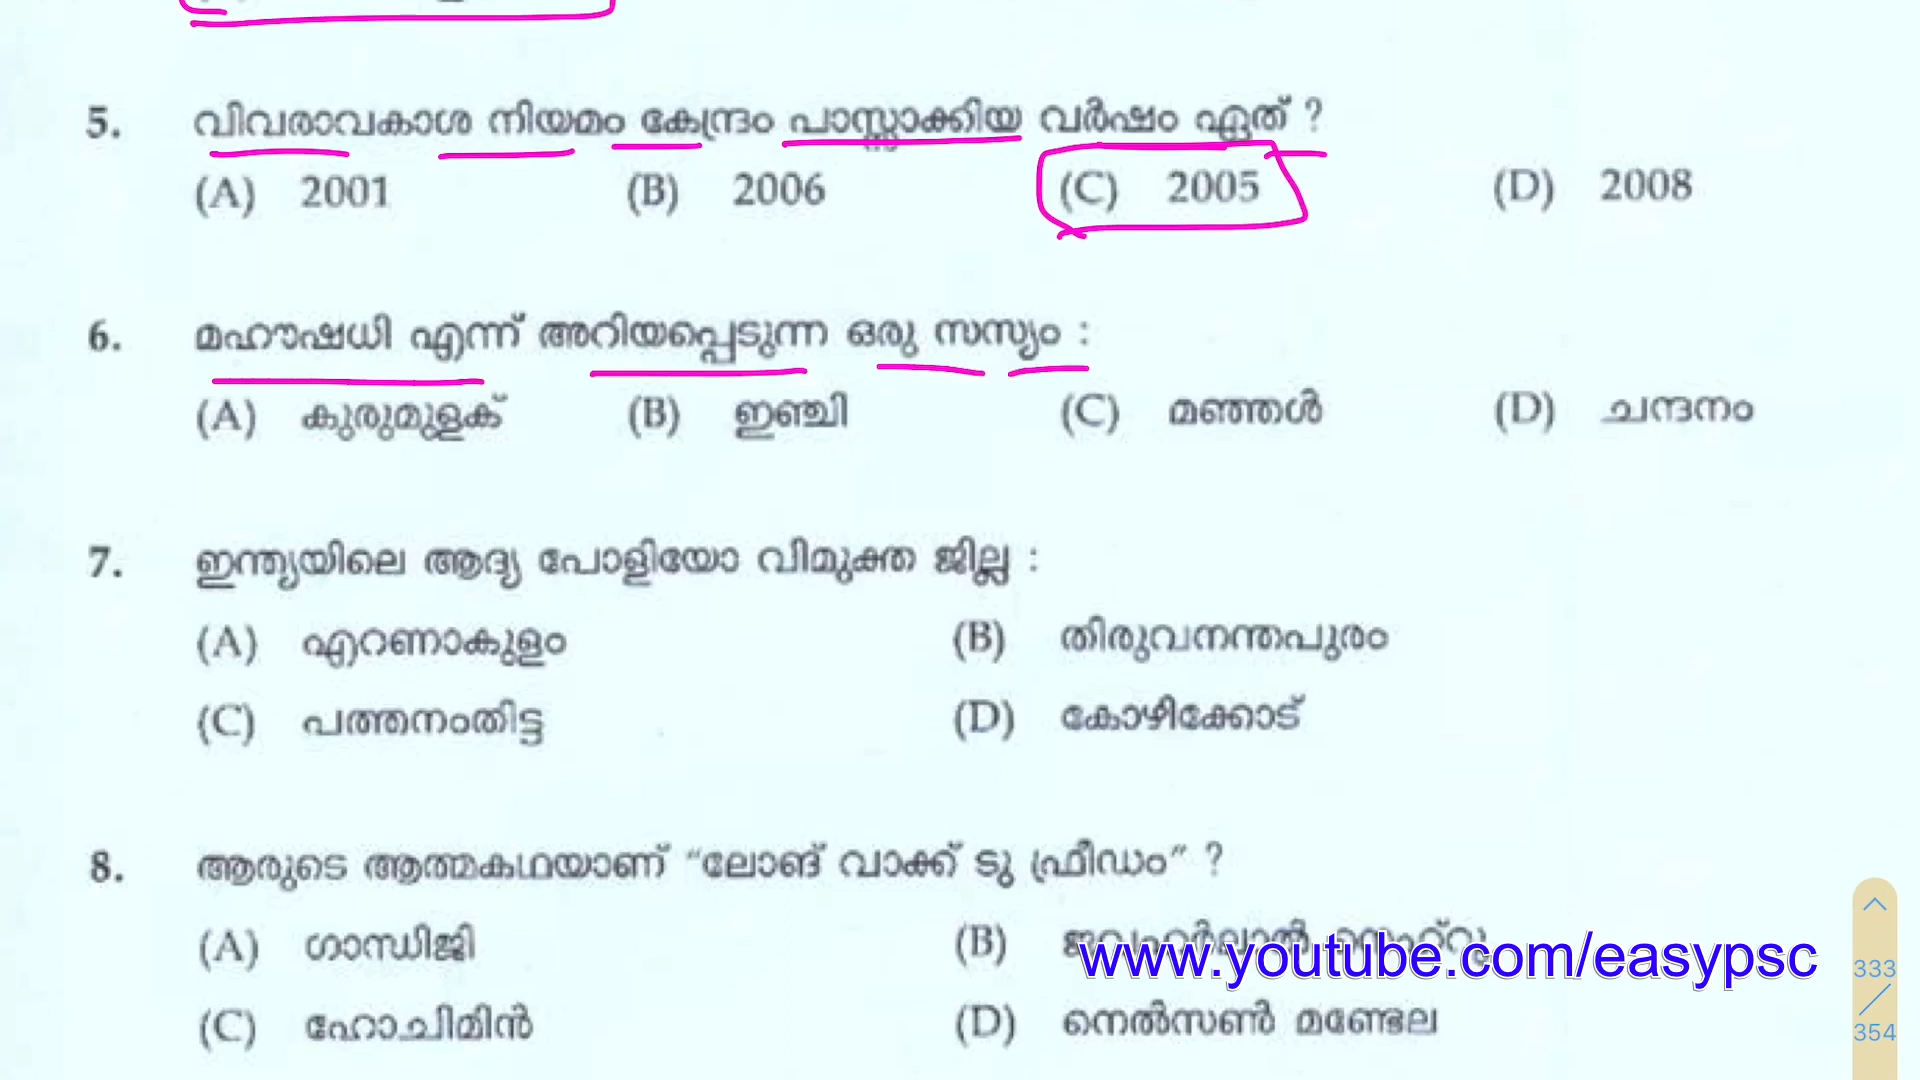 5. വിവരാവകാശ നിയമം കേന്ദ്രം പാസ്സാക്കിയ വർഷം ഏത് ?
(A) 2001 (B) 2006 (C) 2005 (D) 2008
6. മഹൗഷധി എന്ന് അറിയപ്പെടുന്ന ഒരു സസ്യം :
(A) കുരുമുളക് (B) ഇഞ്ചി (C) മഞ്ഞൾ (D) ചന്ദനം
7. ഇന്ത്യയിലെ ആദ്യ പോളിയോ വിമുക്ത ജില്ല :
(A) എറണാകുളം (B) തിരുവനന്തപുരം
(C) പത്തനംതിട്ട (D) കോഴിക്കോട്
8. ആരുടെ ആത്മകഥയാണ് “ലോങ് വാക്ക് ടു ഫ്രീഡം” ?
(A) ഗാന്ധിജി (B)
www.youtube.com/easypsc
(C) ഹോചിമിൻ (D) നെൽസൺ മണ്ടേല
333
354